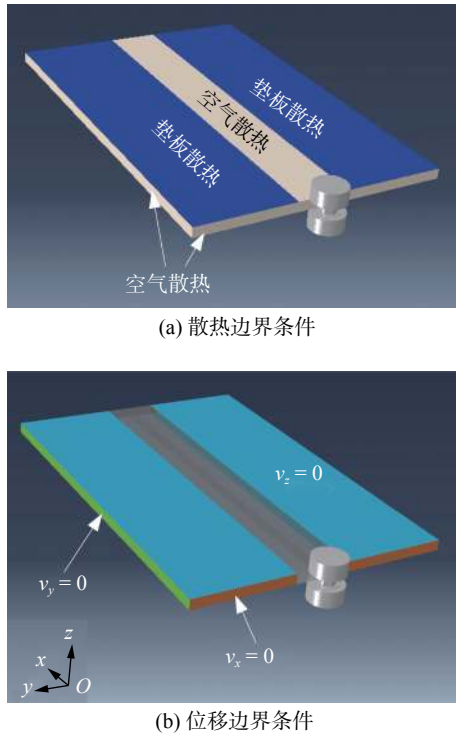 垫板散热
空气散热
垫板散热
空气散热
(a) 散热边界条件
v_z = 0
v_y = 0
v_x = 0
z
x
y
O
(b) 位移边界条件